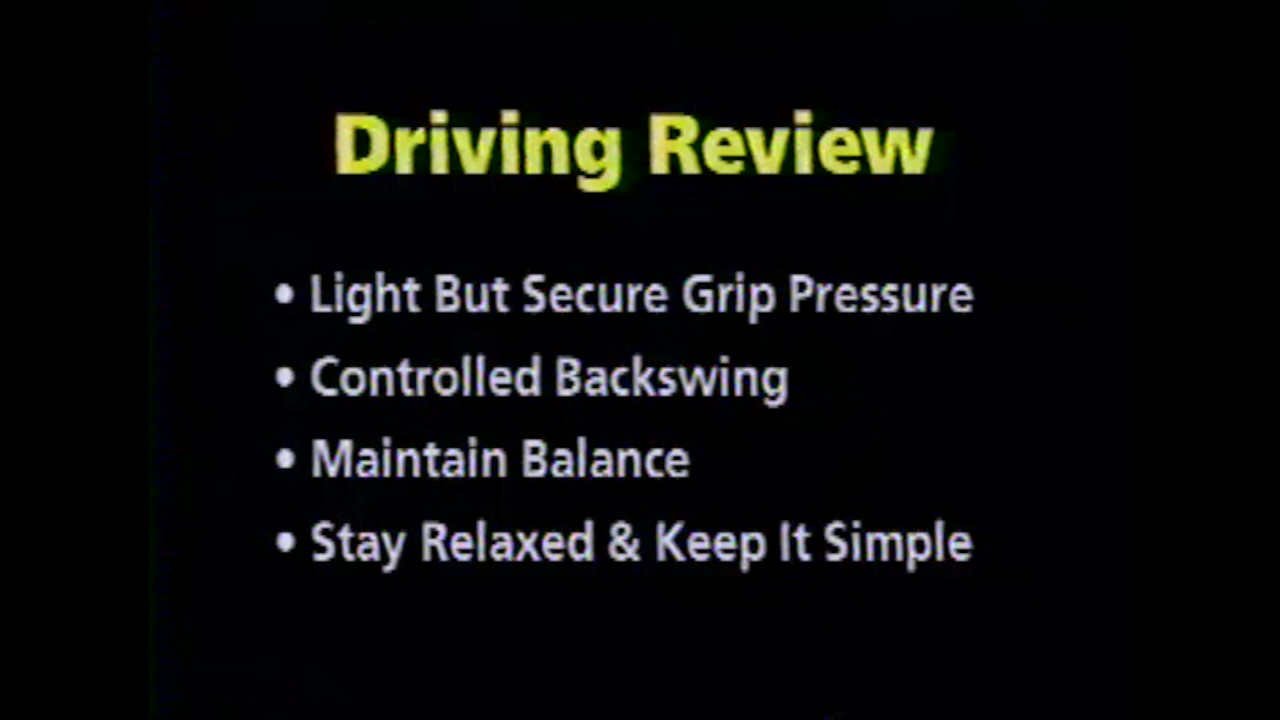 Driving Review
• Light But Secure Grip Pressure
• Controlled Backswing
• Maintain Balance
• Stay Relaxed & Keep It Simple